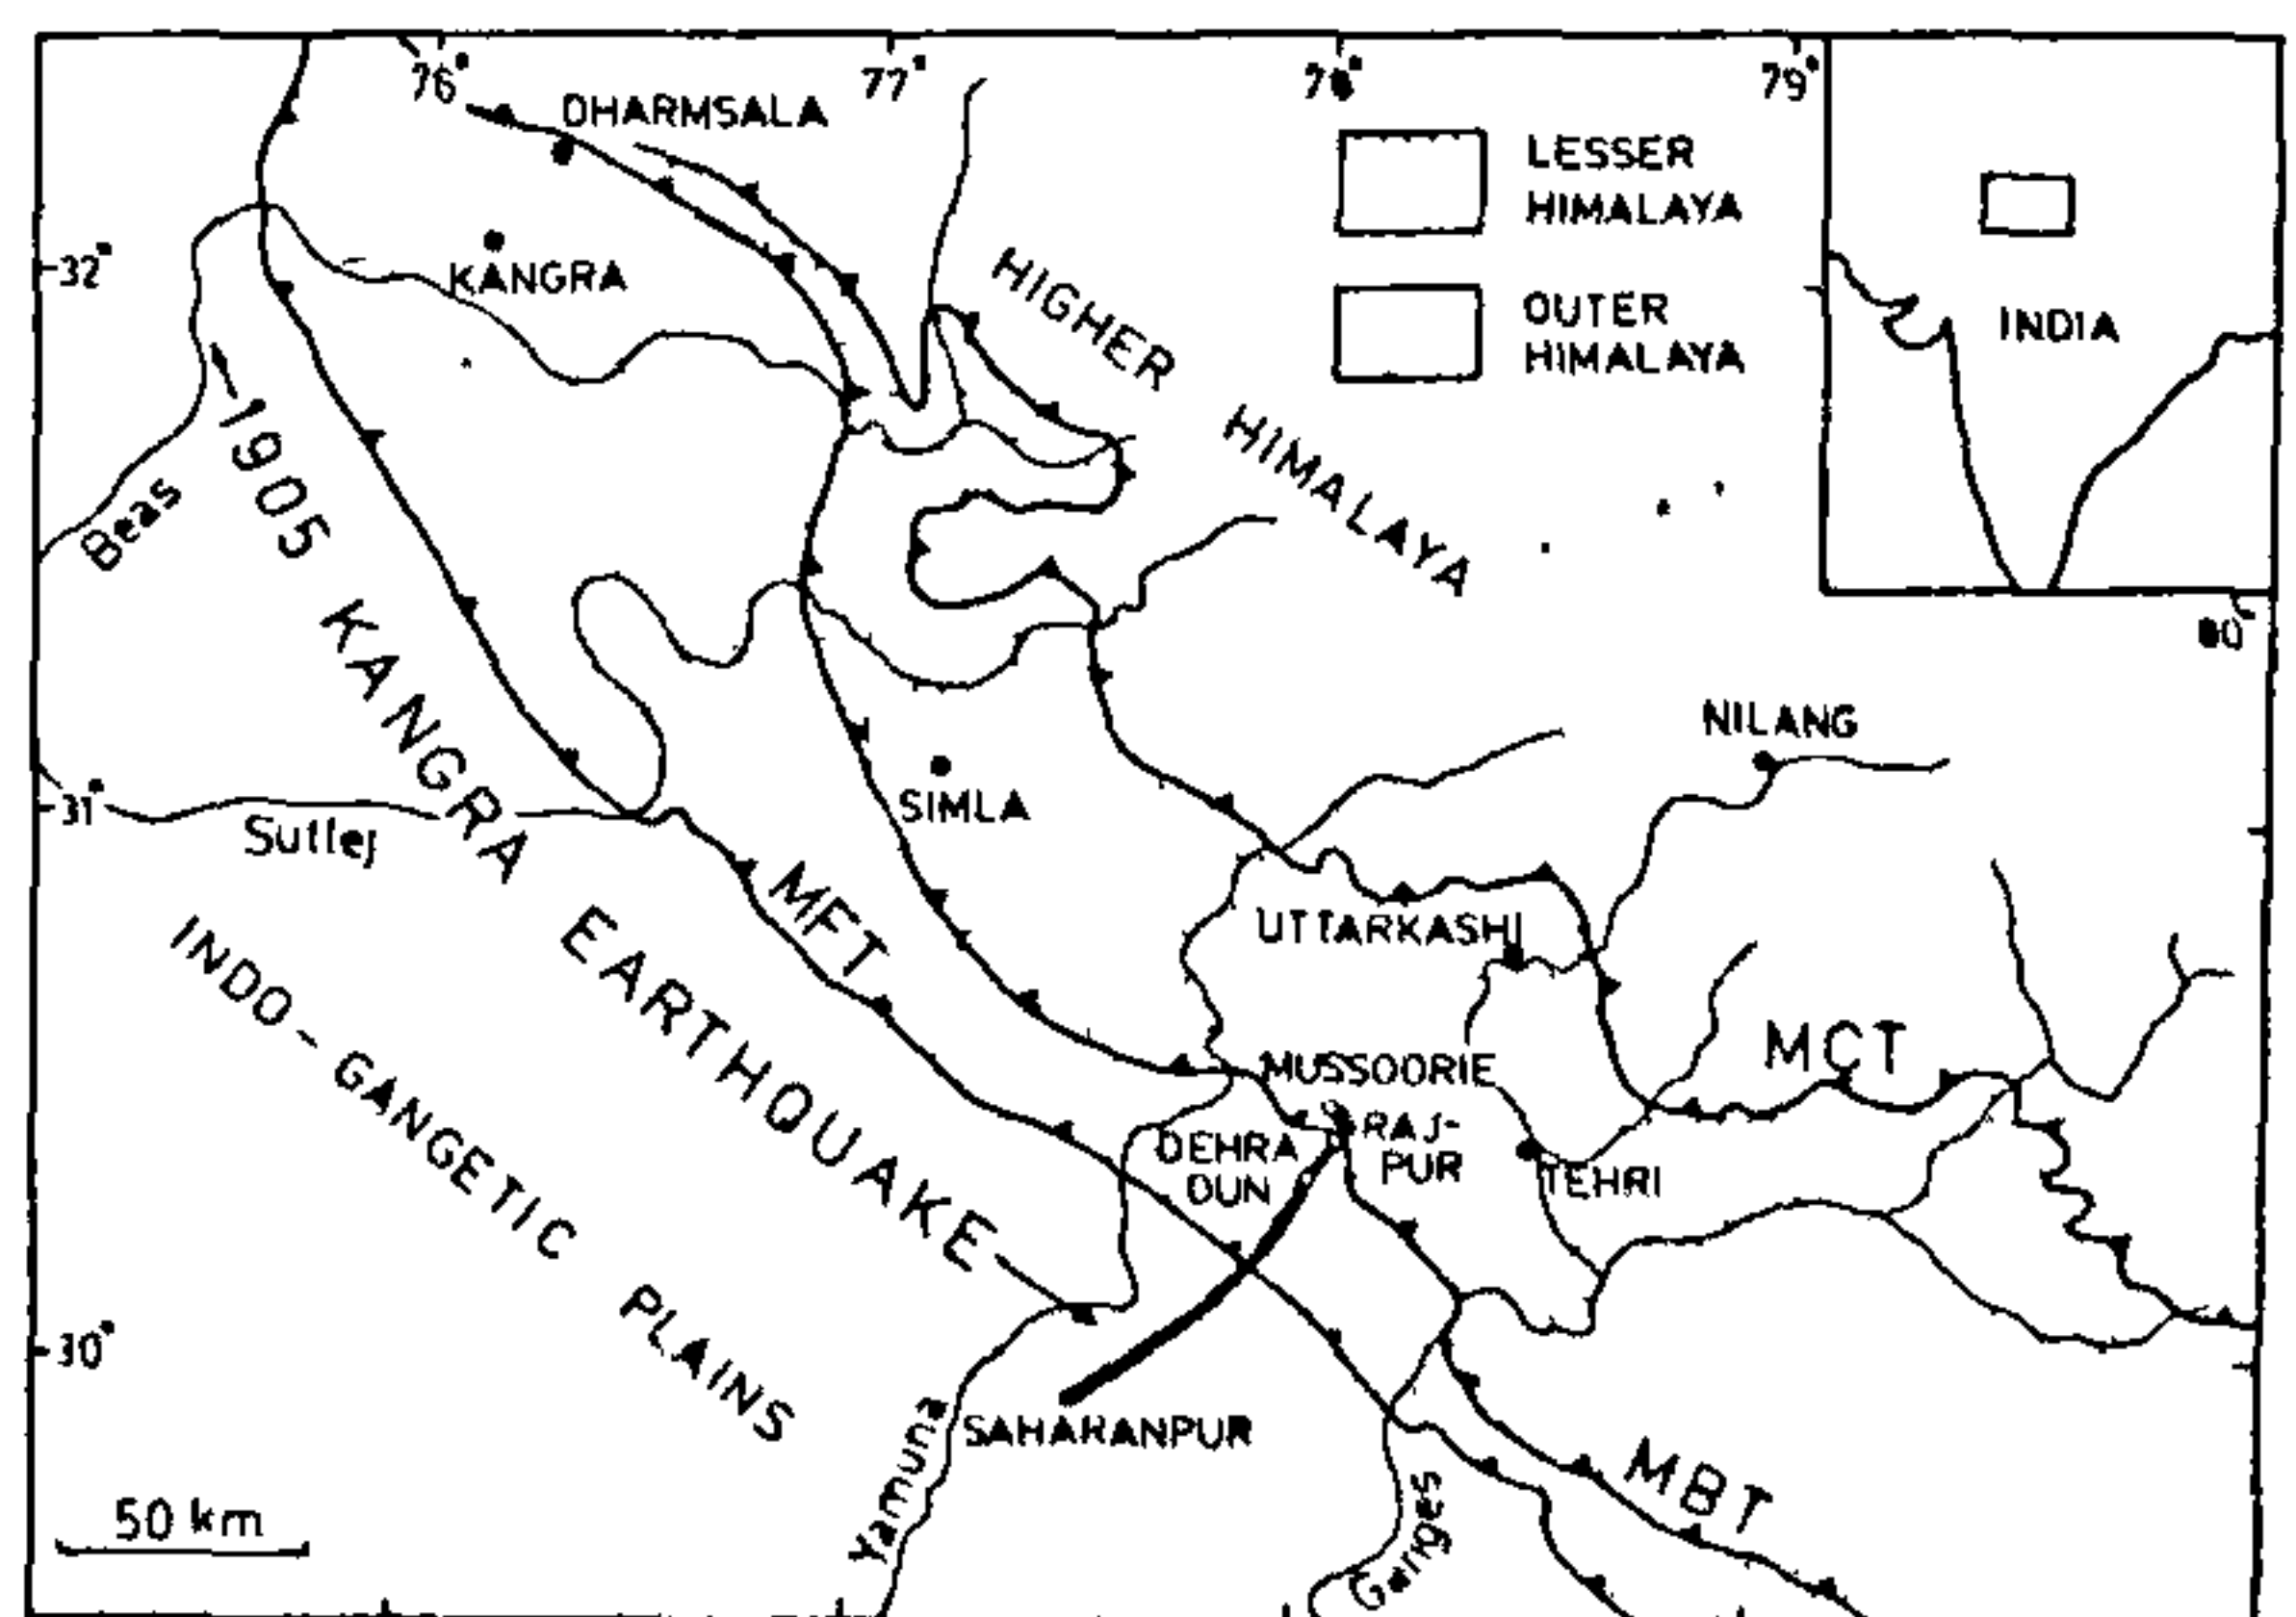 76°
77°
78°
79°
DHARMSALA
LESSER
HIMALAYA
32°
KANGRA
HIGHER HIMALAYA
OUTER
HIMALAYA
INDIA
1905 KANGRA EARTHQUAKE
Beas
80°
NILANG
31°
SIMLA
Sutlej
MFT
UTTARKASHI
INDO-GANGETIC PLAINS
MCT
MUSSOORIE
RAJ-
PUR
DEHRA
DUN
TEHRI
30°
SAHARANPUR
Yamuna
Ganges
MBT
50 km